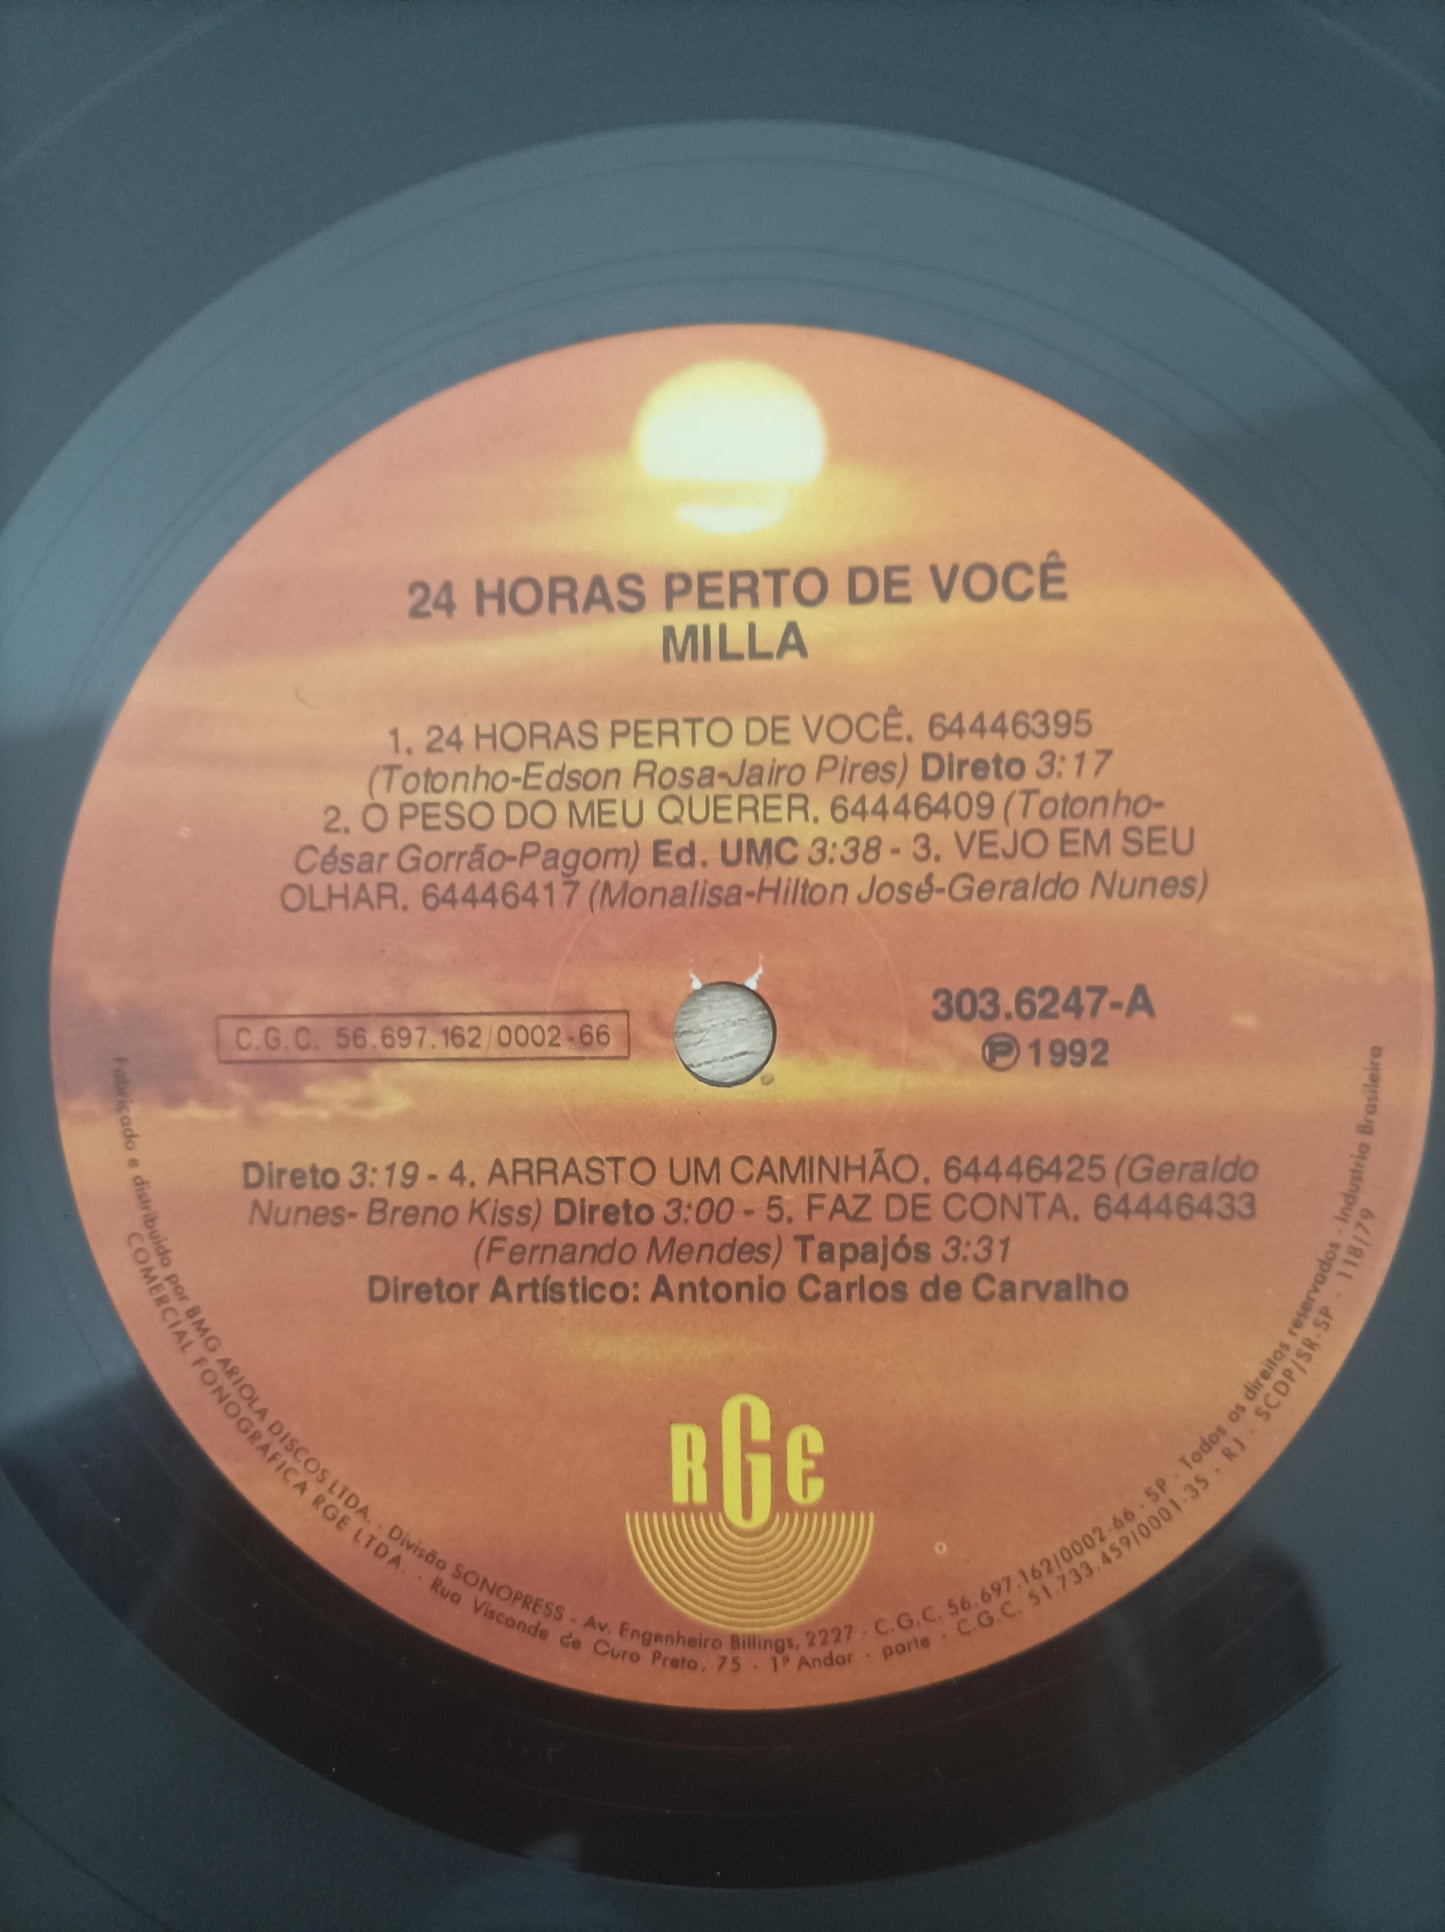 24 HORAS PERTO DE VOCÊ
MILLA
1. 24 HORAS PERTO DE VOCÊ. 64446395
(Totonho-Edson Rosa-Jairo Pires) Direto 3:17
2. O PESO DO MEU QUERER. 64446409 (Totonho-
César Gorrão-Pagom) Ed. UMC 3:38 - 3. VEJO EM SEU
OLHAR. 64446417 (Monalisa-Hilton José-Geraldo Nunes)
C.G.C. 56.697.162/0002-66
303.6247-A
℗ 1992
Direto 3:19 - 4. ARRASTO UM CAMINHÃO. 64446425 (Geraldo
Nunes- Breno Kiss) Direto 3:00 - 5. FAZ DE CONTA. 64446433
(Fernando Mendes) Tapajós 3:31
Diretor Artístico: Antonio Carlos de Carvalho
RGE
Fabricado e distribuido por BMG ARIOLA DISCOS LTDA. - Divisão SONOPRESS - Av. Engenheiro Billings, 2227 - C.G.C. 56.697.162/0002-66 - SP - Todos os direitos reservados - Industria Brasileira
COMERCIAL FONOGRÁFICA RGE LTDA. - Rua Visconde de Ouro Preto, 75 - 1º Andar - parte - C.G.C. 51.733.459/0001.35 - RJ - SCDP/SR-SP - 118/79